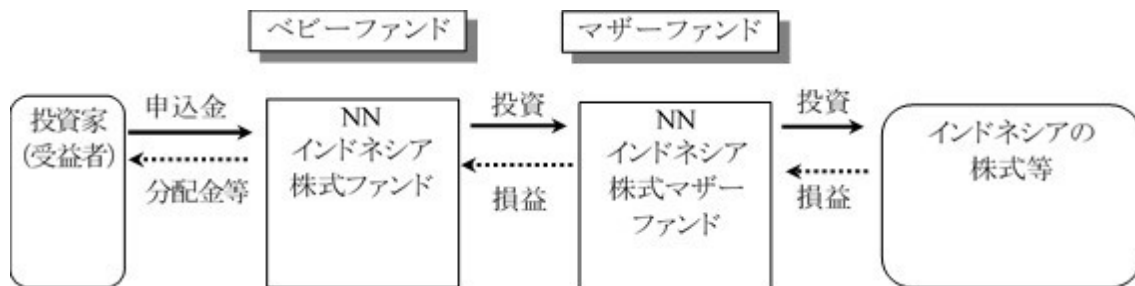 ベビーファンド
マザーファンド
投資家
(受益者)
申込金
分配金等
NN
インドネシア
株式ファンド
投資
損益
NN
インドネシア
株式マザー
ファンド
投資
損益
インドネシアの
株式等